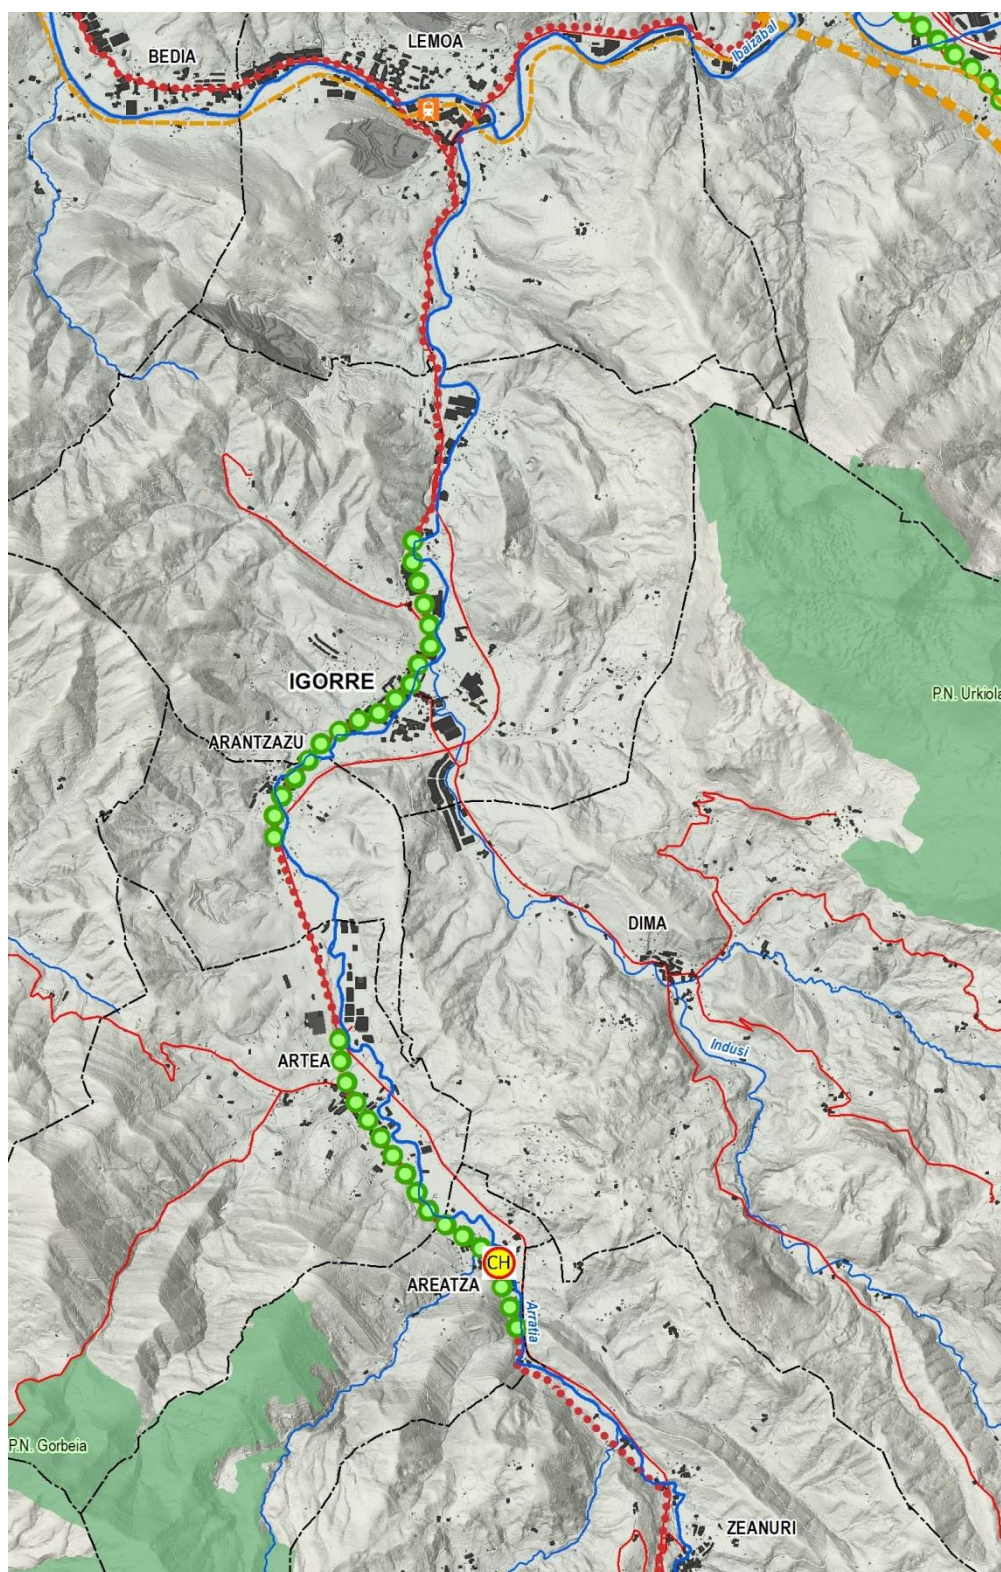 LEMOA
BEDIA
Ibaizabal
IGORRE
P.N. Urkiola
ARANTZAZU
DIMA
Indusi
ARTEA
CH
AREATZA
Arratia
P.N. Gorbeia
ZEANURI